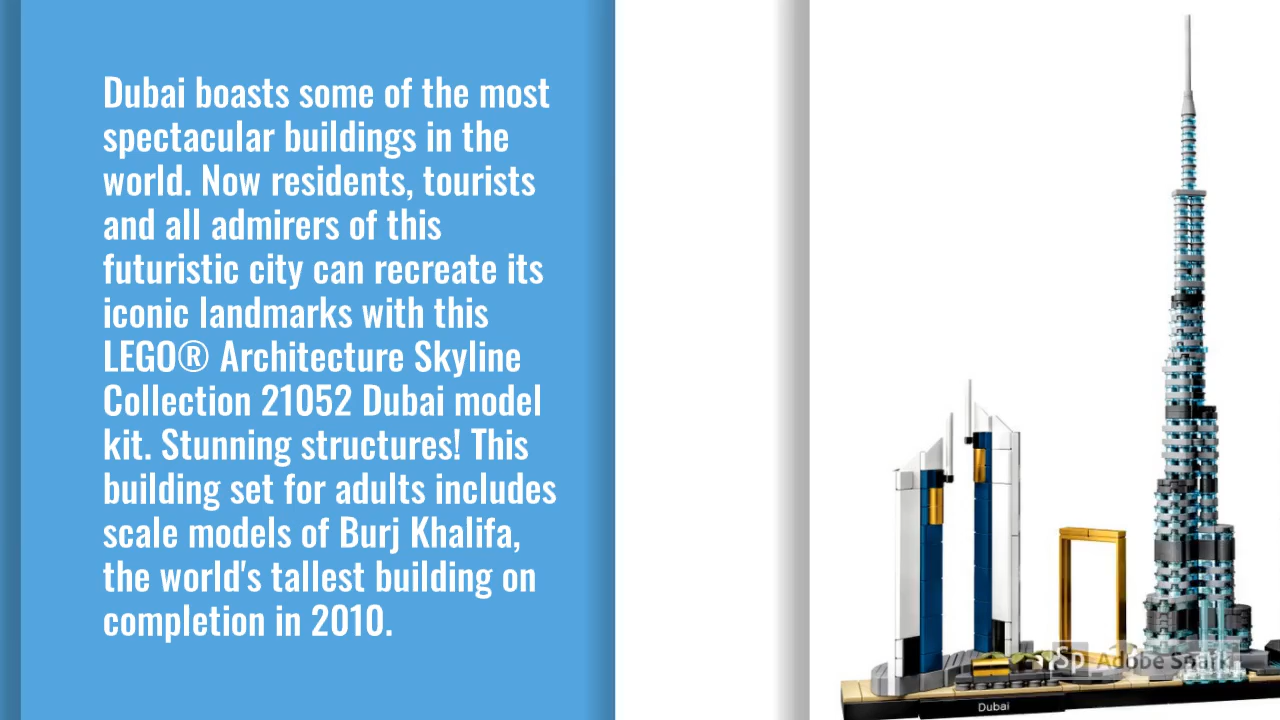 Dubai boasts some of the most
spectacular buildings in the
world. Now residents, tourists
and all admirers of this
futuristic city can recreate its
iconic landmarks with this
LEGO® Architecture Skyline
Collection 21052 Dubai model
kit. Stunning structures! This
building set for adults includes
scale models of Burj Khalifa,
the world's tallest building on
completion in 2010.
Sp Adobe Spark
Dubai